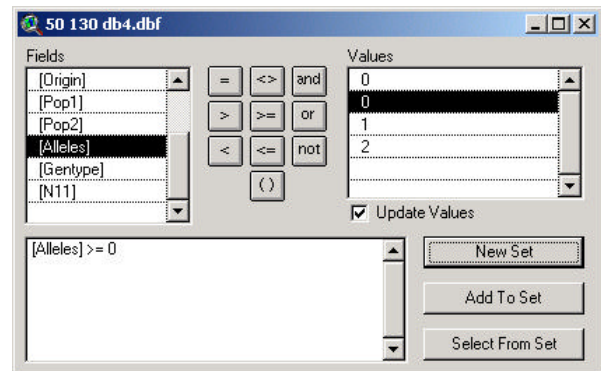 50 130 db4.dbf
Fields
Values
[Origin]
[Pop1]
[Pop2]
[Alleles]
[Gentype]
[N11]
= <> and
> >= or
< <= not
( )
0
0
1
2
Update Values
[Alleles] >= 0
New Set
Add To Set
Select From Set